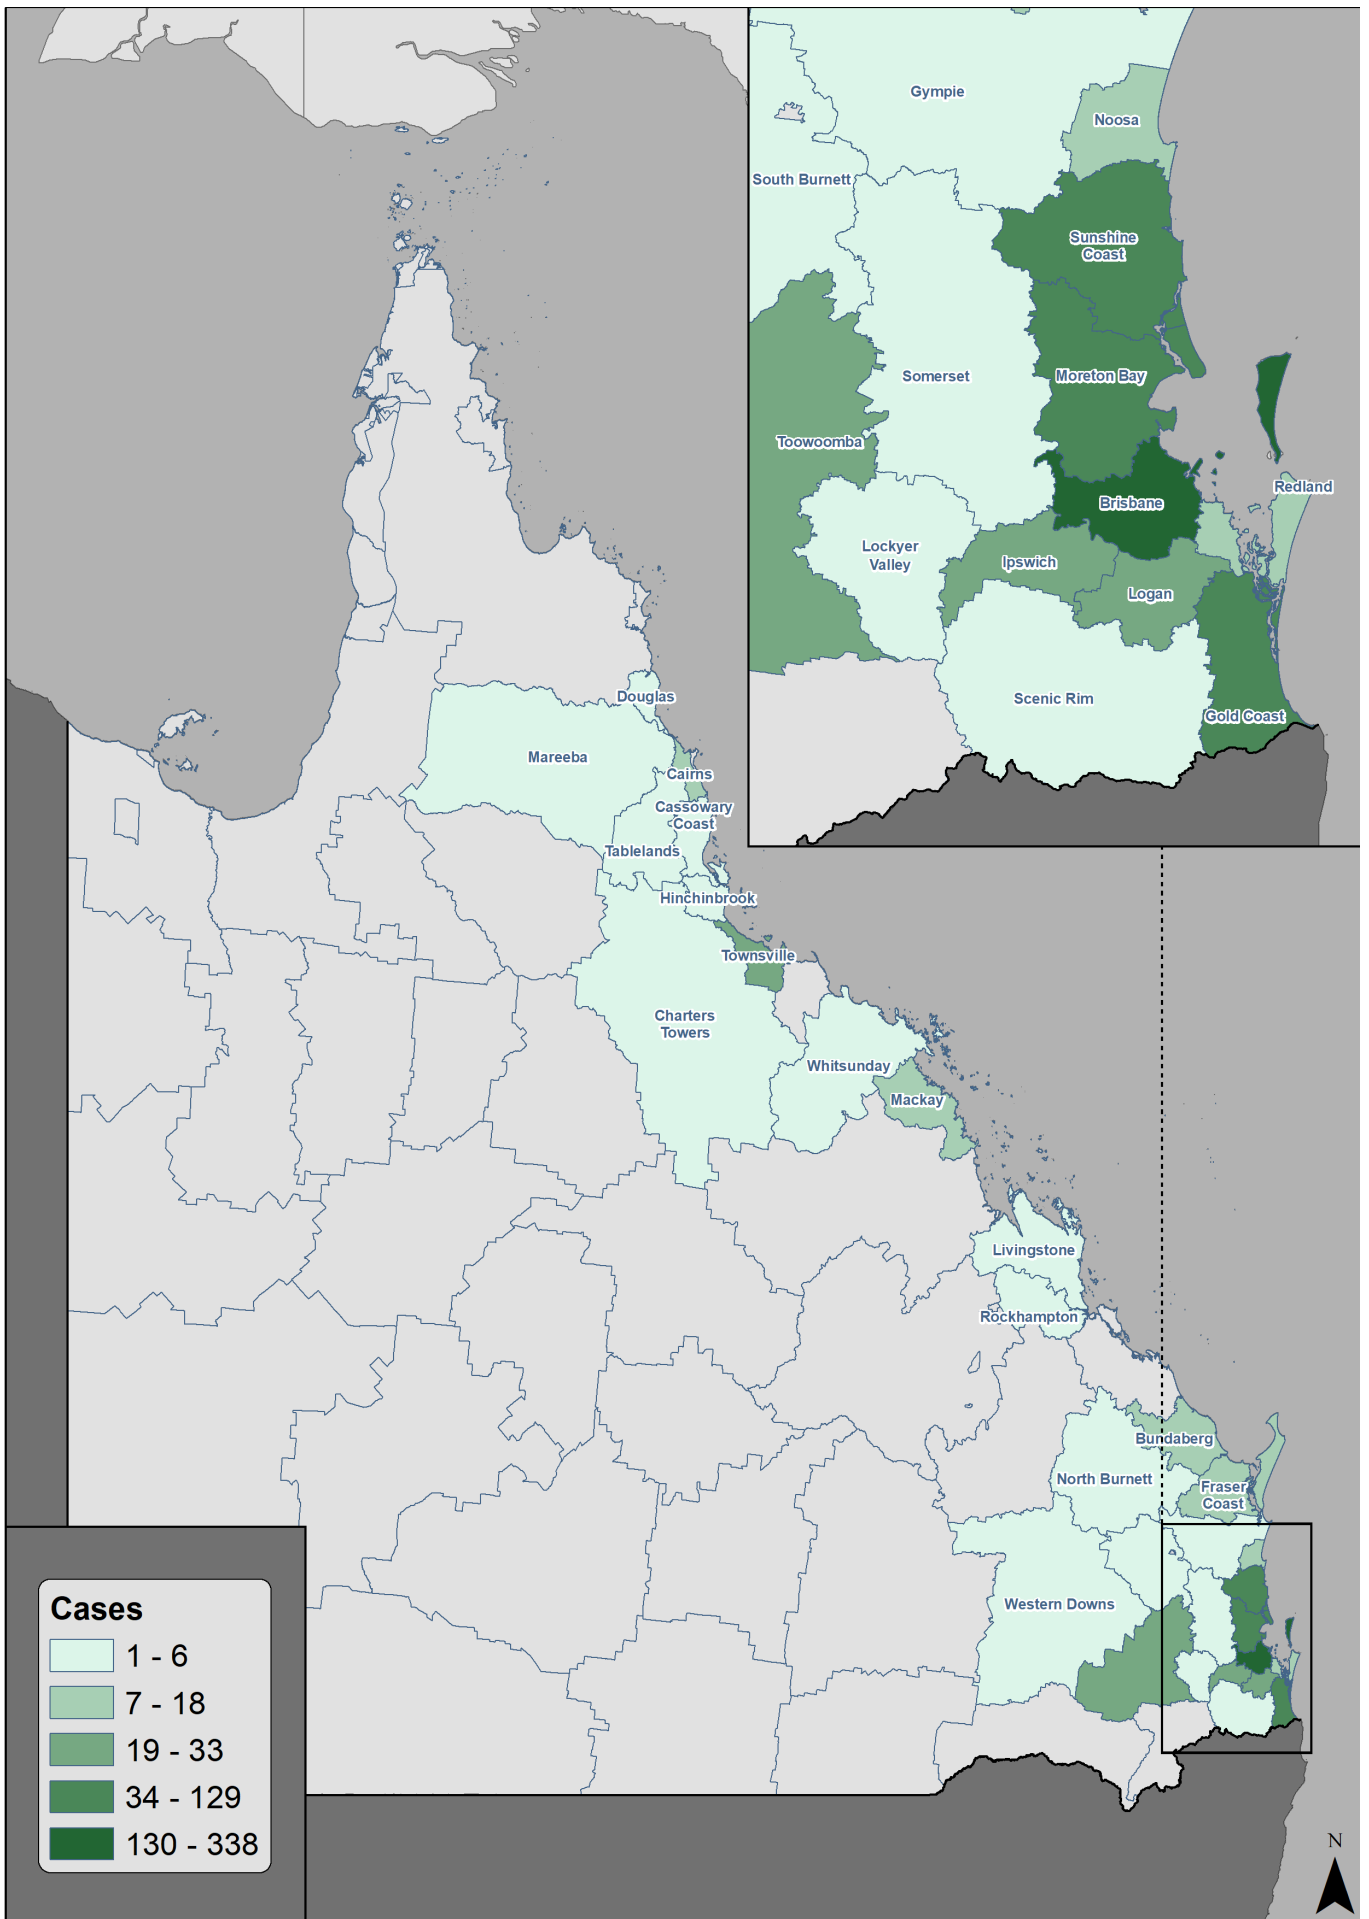 Gympie
Noosa
South Burnett
Sunshine
Coast
Somerset
Moreton Bay
Toowoomba
Redland
Brisbane
Lockyer
Valley
Ipswich
Logan
Scenic Rim
Gold Coast
Douglas
Mareeba
Cairns
Cassowary
Coast
Tablelands
Hinchinbrook
Townsville
Charters
Towers
Whitsunday
Mackay
Livingstone
Rockhampton
Bundaberg
North Burnett
Fraser
Coast
Western Downs
Cases
1 - 6
7 - 18
19 - 33
34 - 129
130 - 338
N